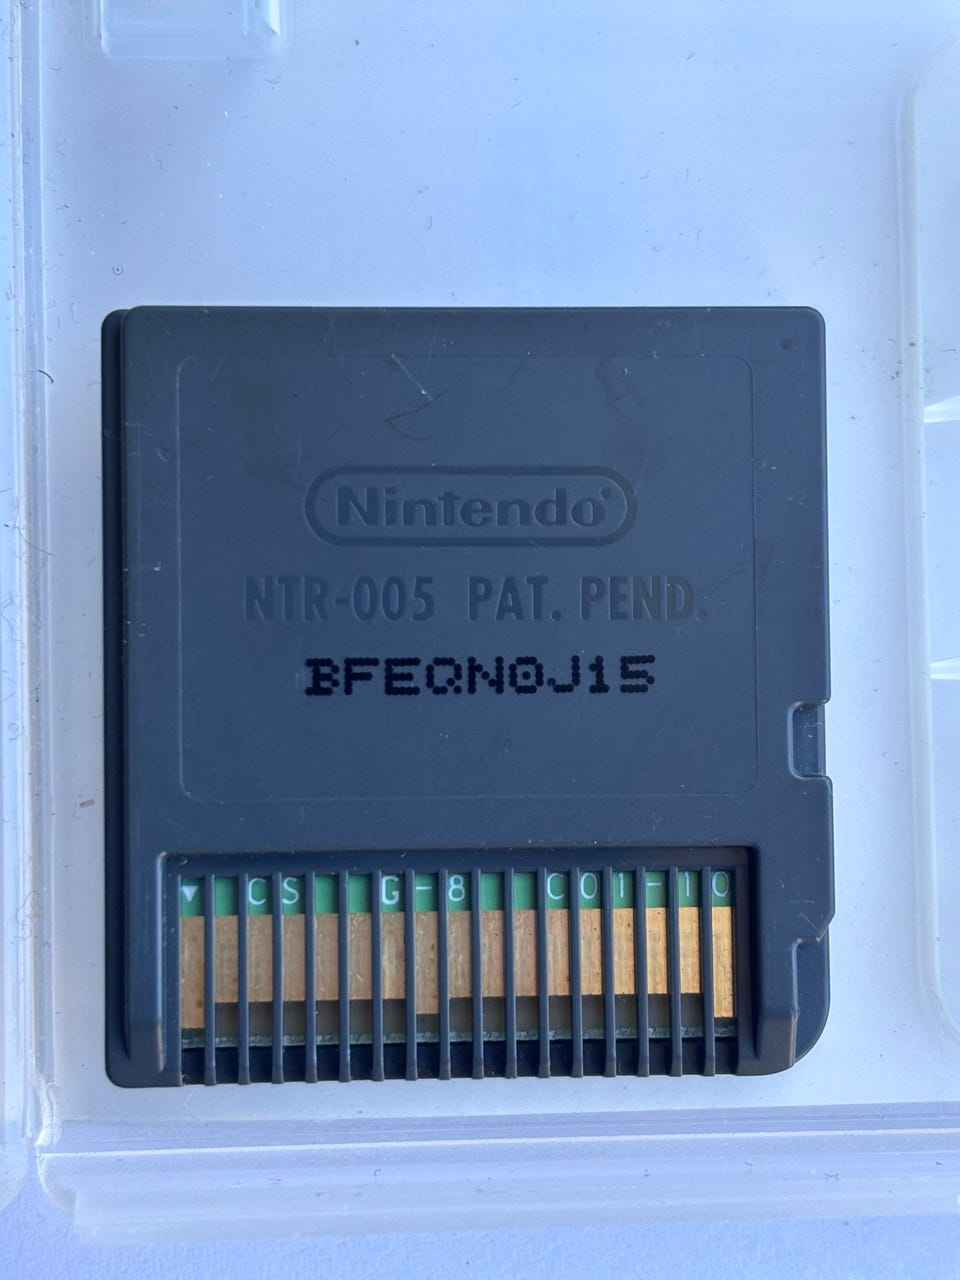 Nintendo
NTR-005 PAT. PEND.
BFEQN0J15
CS G-8 C01-10